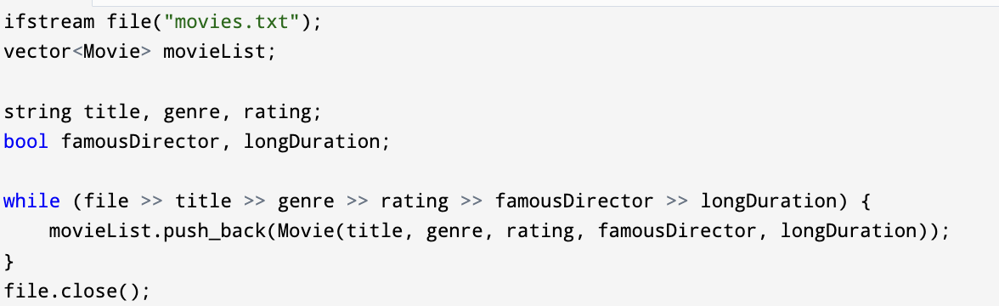 ifstream file("movies.txt");
vector<Movie> movieList;
string title, genre, rating;
bool famousDirector, longDuration;
while (file >> title >> genre >> rating >> famousDirector >> longDuration) {
    movieList.push_back(Movie(title, genre, rating, famousDirector, longDuration));
}
file.close();